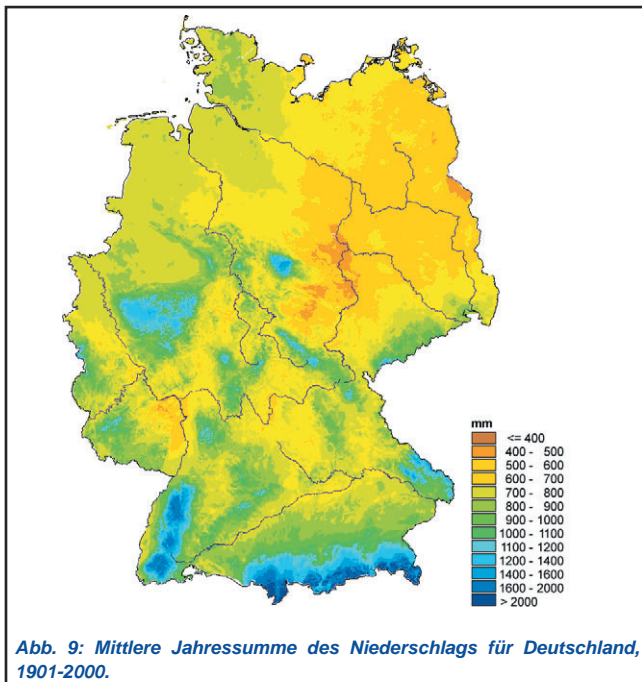 mm
<= 400
400 - 500
500 - 600
600 - 700
700 - 800
800 - 900
900 - 1000
1000 - 1100
1100 - 1200
1200 - 1400
1400 - 1600
1600 - 2000
> 2000
Abb. 9: Mittlere Jahressumme des Niederschlags für Deutschland,
1901-2000.